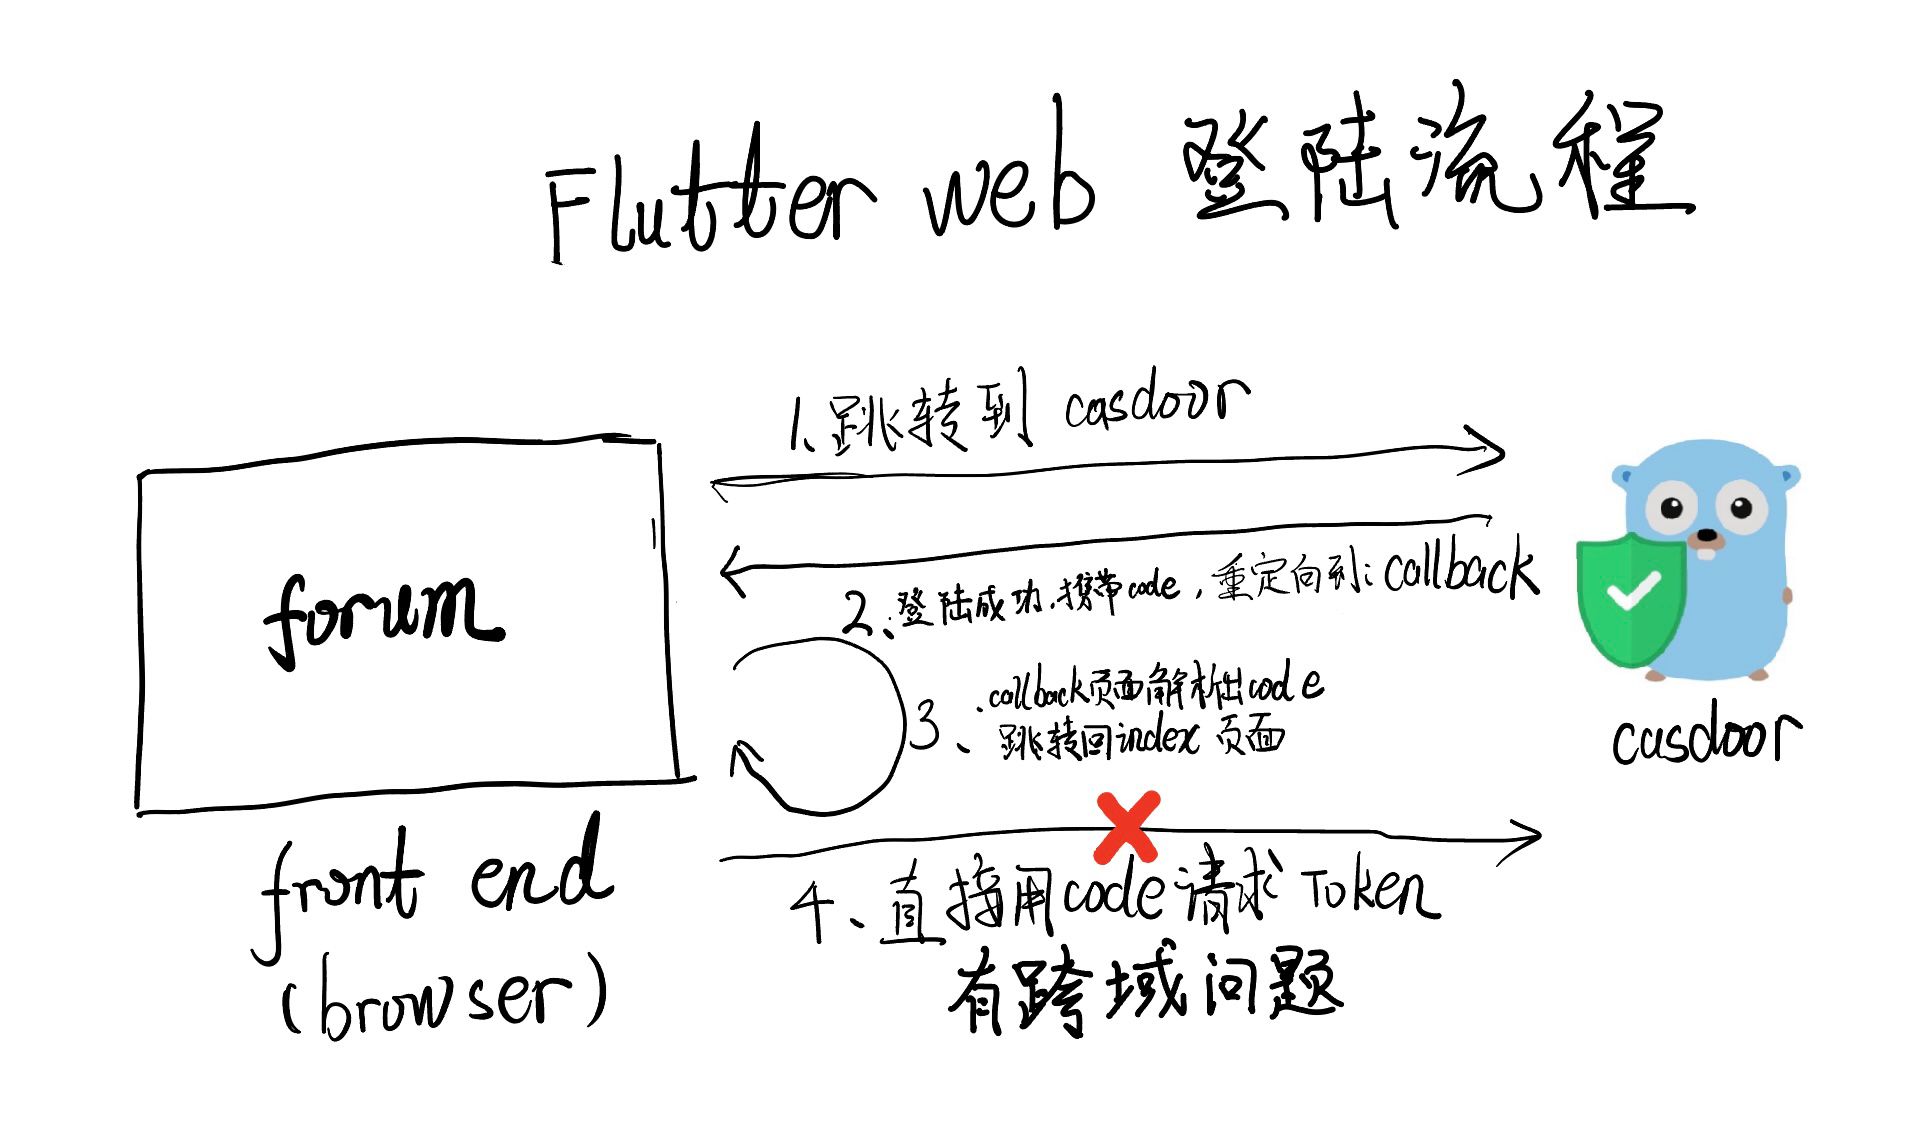 Flutter web 登陆流程
1、跳转到 casdoor
2、登陆成功、携带code，重定向到：callback
3、callback页面解析出code
跳转回index 页面
4、直接用code请求 Token
有跨域问题
forum
front end
(browser)
casdoor